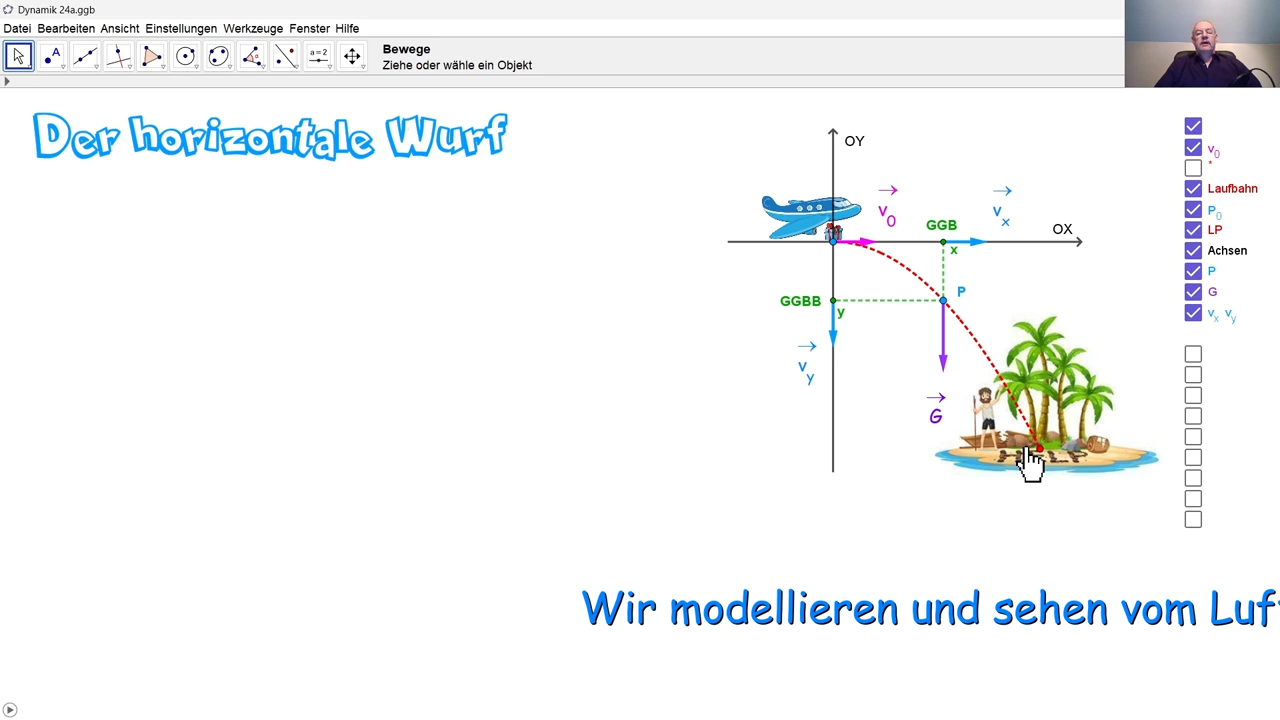 Dynamik 24a.ggb
Datei Bearbeiten Ansicht Einstellungen Werkzeuge Fenster Hilfe
A
a=2
Bewege
Ziehe oder wähle ein Objekt
Der horizontale Wurf
OY
v0
vx
GGB
OX
x
P
GGBB
y
vy
G
HELP
v0
*
Laufbahn
P0
LP
Achsen
P
G
vx vy
Wir modellieren und sehen vom Luf